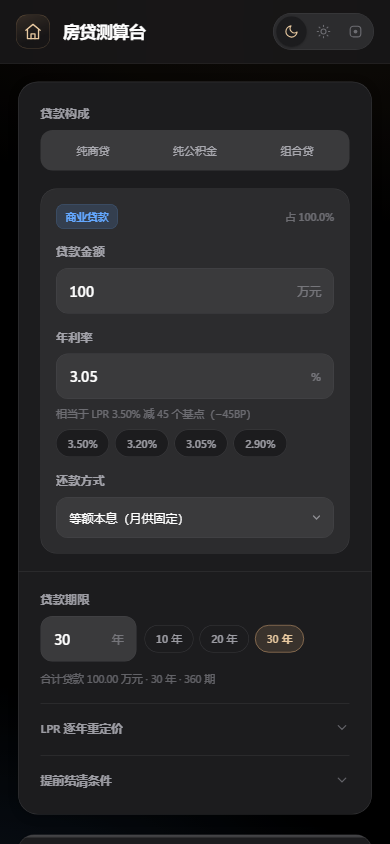 房贷测算台
贷款构成
纯商贷 纯公积金 组合贷
商业贷款 占 100.0%
贷款金额
100 万元
年利率
3.05 %
相当于 LPR 3.50% 减 45 个基点（−45BP）
3.50% 3.20% 3.05% 2.90%
还款方式
等额本息（月供固定）
贷款期限
30 年 10 年 20 年 30 年
合计贷款 100.00 万元 · 30 年 · 360 期
LPR 逐年重定价
提前结清条件